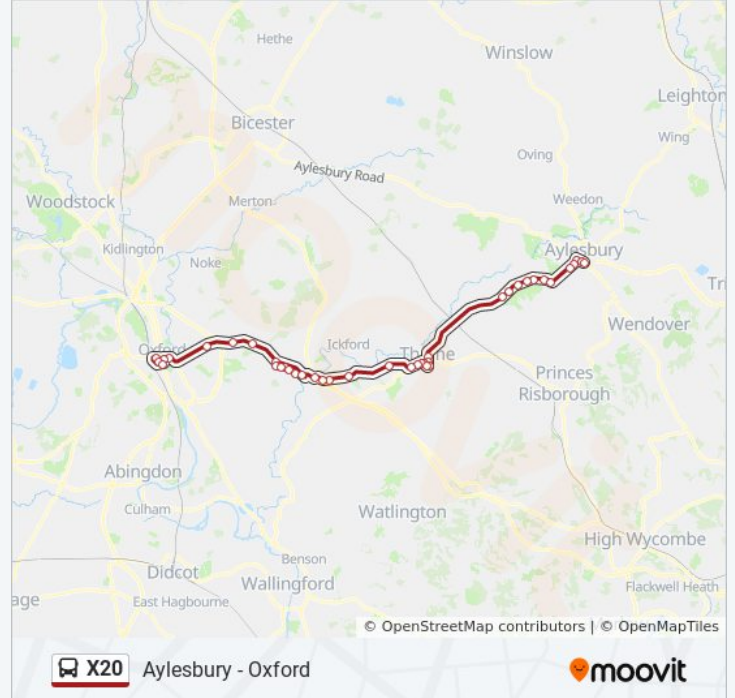 Hethe
Winslow
Leighton
Bicester
Wing
Oving
Aylesbury Road
Weedon
Woodstock
Merton
Kidlington
Aylesbury
Noke
Tri
Wendover
Oxford
Ickford
Thame
Princes
Risborough
Abingdon
Culham
Watlington
High Wycombe
Benson
Didcot
Wallingford
Flackwell Heath
age
East Hagbourne
© OpenStreetMap contributors | © OpenMapTiles
X20 Aylesbury - Oxford
moovit